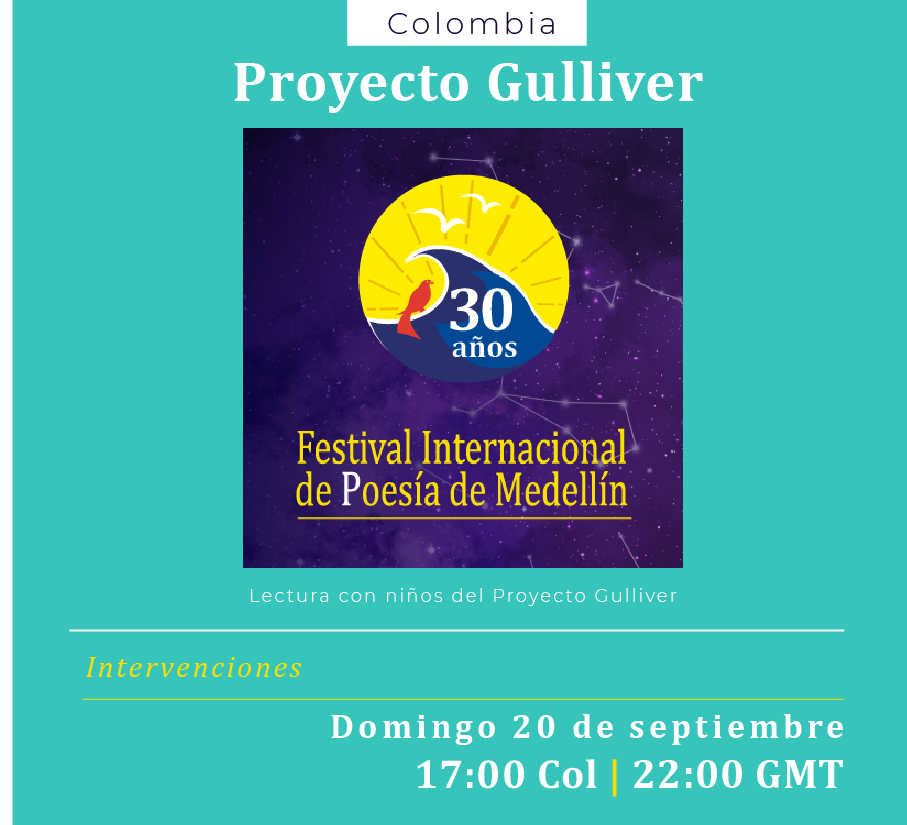 Colombia
Proyecto Gulliver
30
años
Festival Internacional
de Poesía de Medellín
Lectura con niños del Proyecto Gulliver
Intervenciones
Domingo 20 de septiembre
17:00 Col | 22:00 GMT